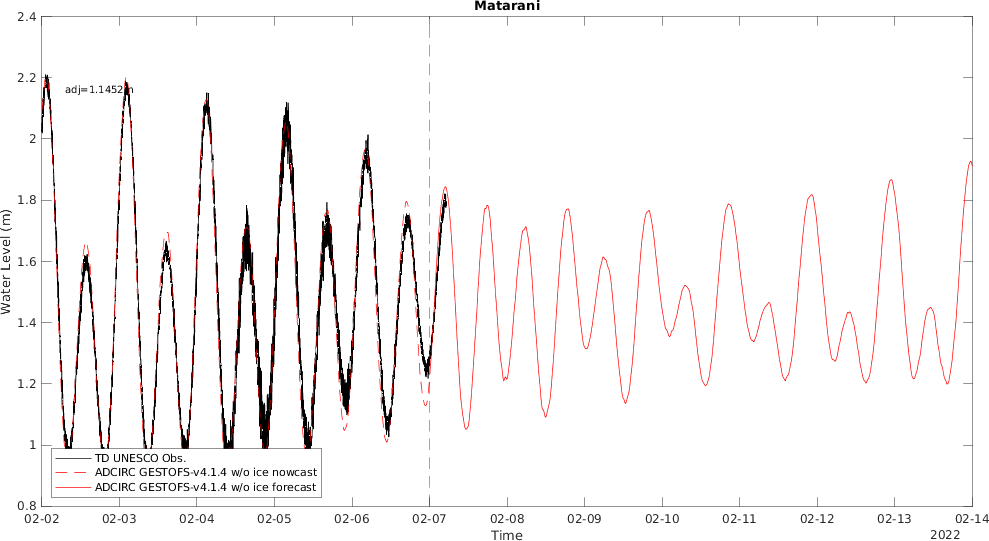 Matarani
2.4
2.2
adj=1.1452m
2
1.8
1.6
1.4
1.2
1
0.8
Water Level (m)
TD UNESCO Obs.
ADCIRC GESTOFS-v4.1.4 w/o ice nowcast
ADCIRC GESTOFS-v4.1.4 w/o ice forecast
02-02 02-03 02-04 02-05 02-06 02-07 02-08 02-09 02-10 02-11 02-12 02-13 02-14
Time
2022